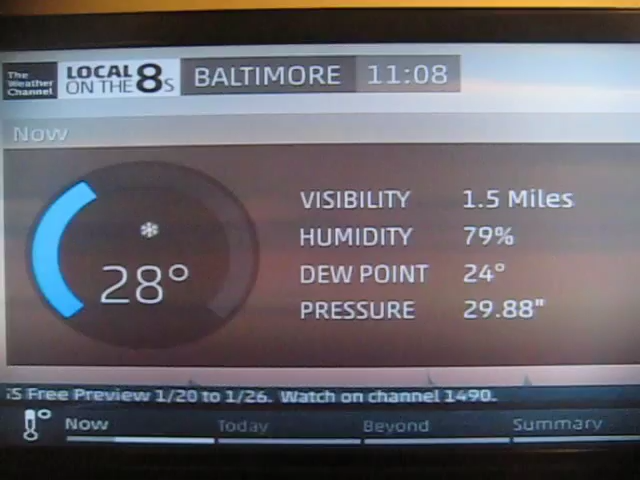 The Weather Channel
LOCAL ON THE 8s
BALTIMORE 11:08
Now
28°
VISIBILITY 1.5 Miles
HUMIDITY 79%
DEW POINT 24°
PRESSURE 29.88"
Free Preview 1/20 to 1/26. Watch on channel 1490.
Now Today Beyond Summary